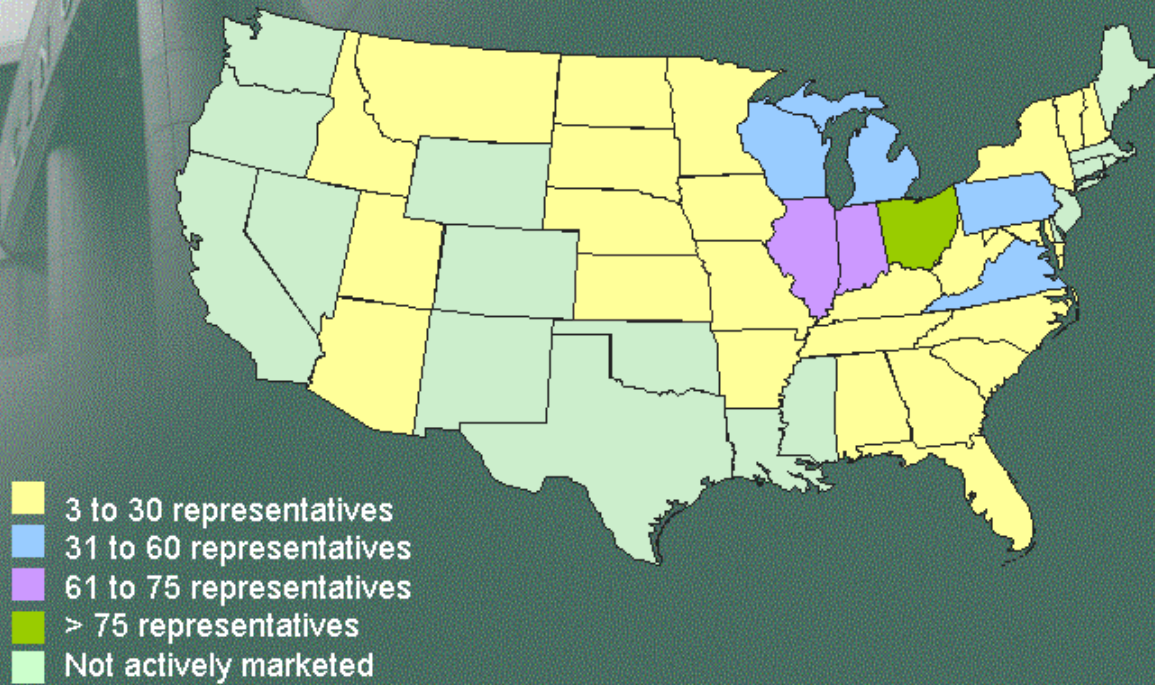 3 to 30 representatives
31 to 60 representatives
61 to 75 representatives
> 75 representatives
Not actively marketed